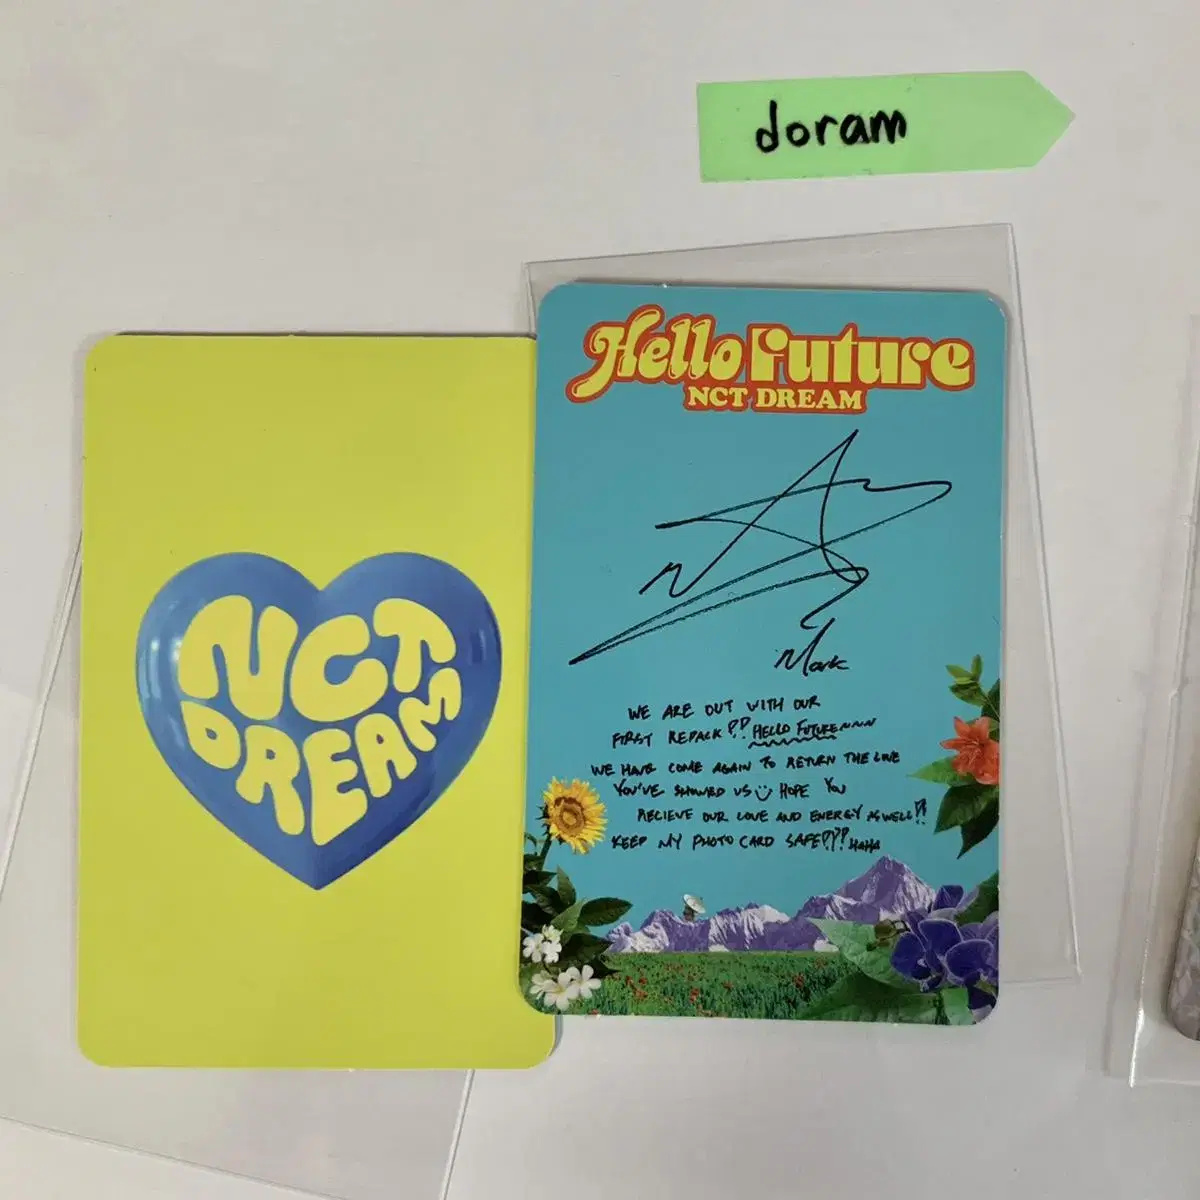 doram
Hello Future
NCT DREAM
Mark
WE ARE OUT WITH OUR
FIRST REPACK?? HELLO FUTURE~~~
WE HAVE COME AGAIN TO RETURN THE LOVE
YOU'VE SHOWED US HOPE YOU
RECIEVE OUR LOVE AND ENERGY AS WELL!!
KEEP MY PHOTO CARD SAFE??? HAHA
NCT
DREAM